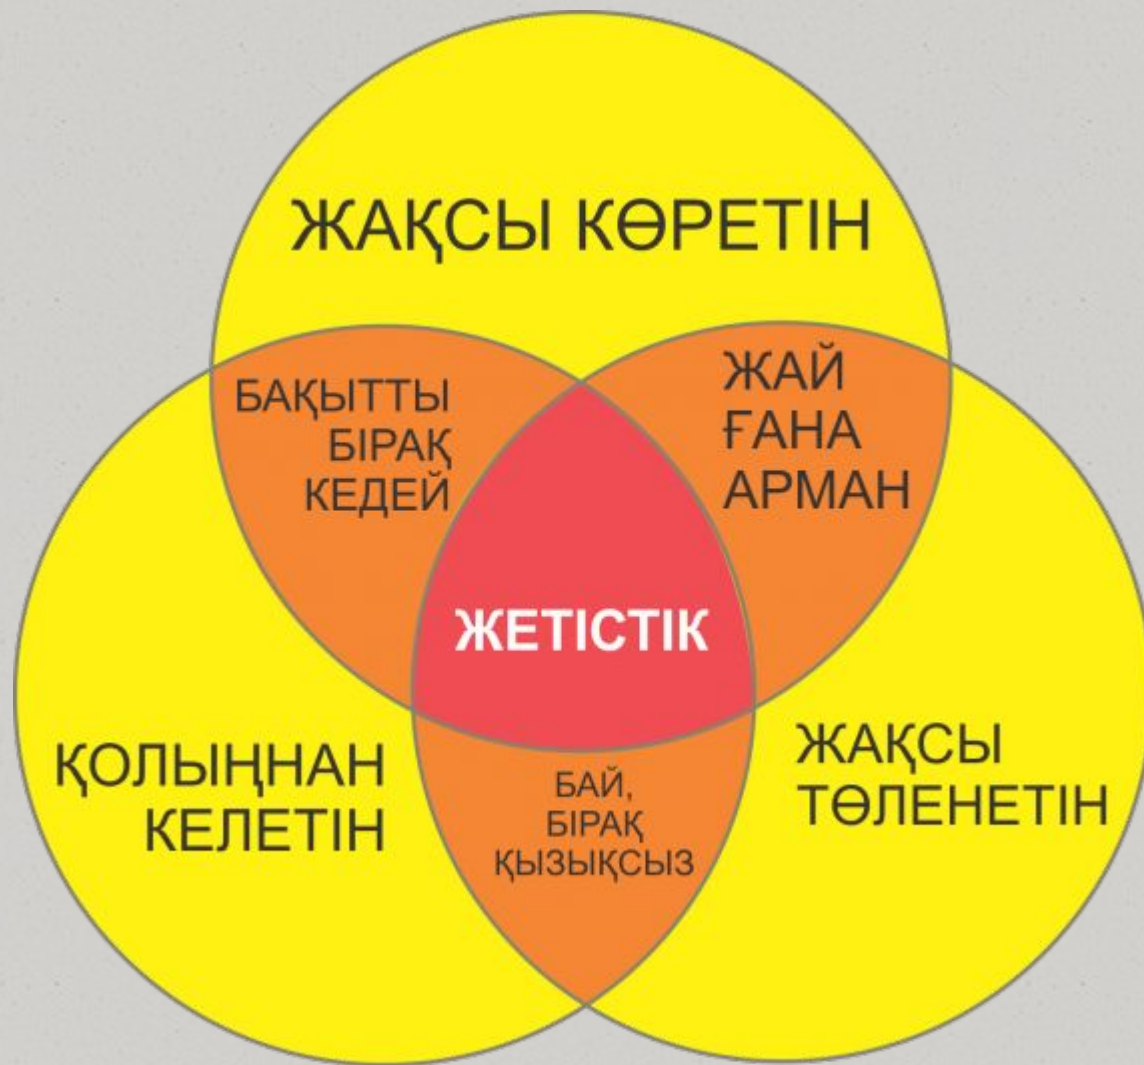 ЖАҚСЫ КӨРЕТІН
БАҚЫТТЫ
БІРАҚ
КЕДЕЙ
ЖАЙ
ҒАНА
АРМАН
ЖЕТІСТІК
ҚОЛЫҢНАН
КЕЛЕТІН
БАЙ,
БІРАҚ
ҚЫЗЫҚСЫЗ
ЖАҚСЫ
ТӨЛЕНЕТІН